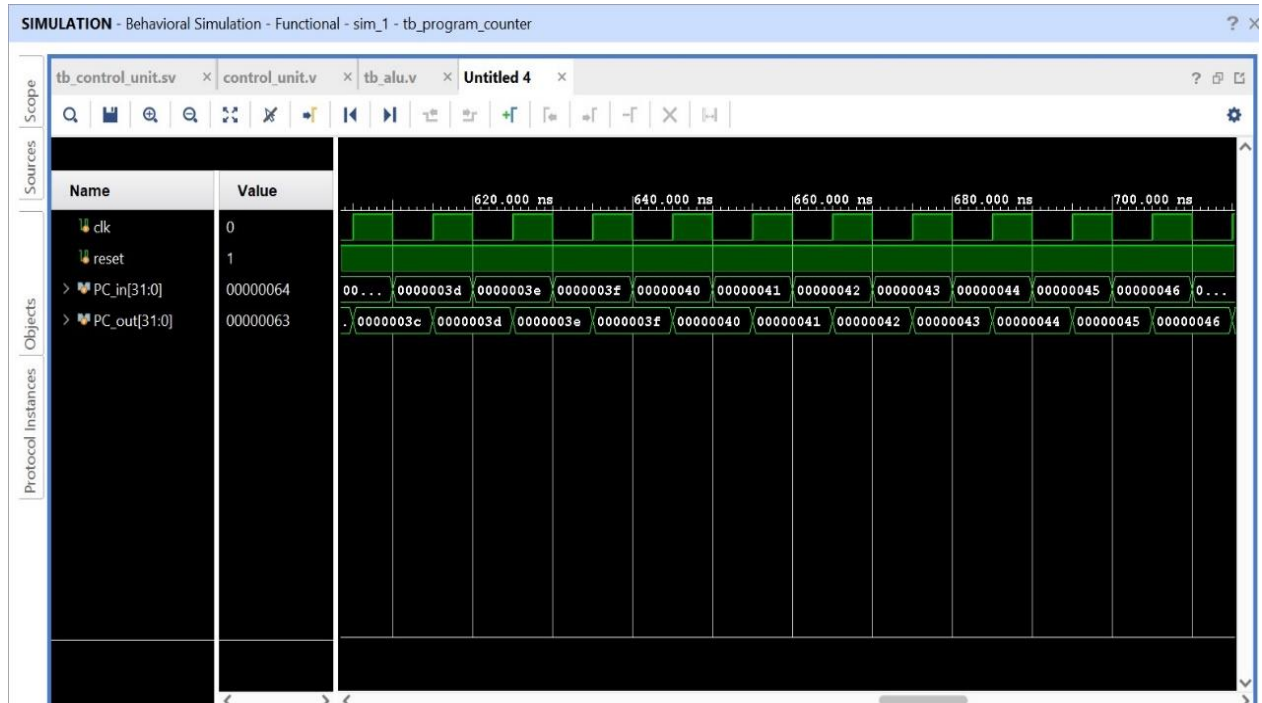 SIMULATION - Behavioral Simulation - Functional - sim_1 - tb_program_counter ? ×
tb_control_unit.sv × control_unit.v × tb_alu.v × Untitled 4 × ?
Scope
Sources
Objects
Protocol Instances
Name Value
620.000 ns 640.000 ns 660.000 ns 680.000 ns 700.000 ns
clk 0
reset 1
> PC_in[31:0] 00000064 00... 0000003d 0000003e 0000003f 00000040 00000041 00000042 00000043 00000044 00000045 00000046 0...
> PC_out[31:0] 00000063 . 0000003c 0000003d 0000003e 0000003f 00000040 00000041 00000042 00000043 00000044 00000045 00000046